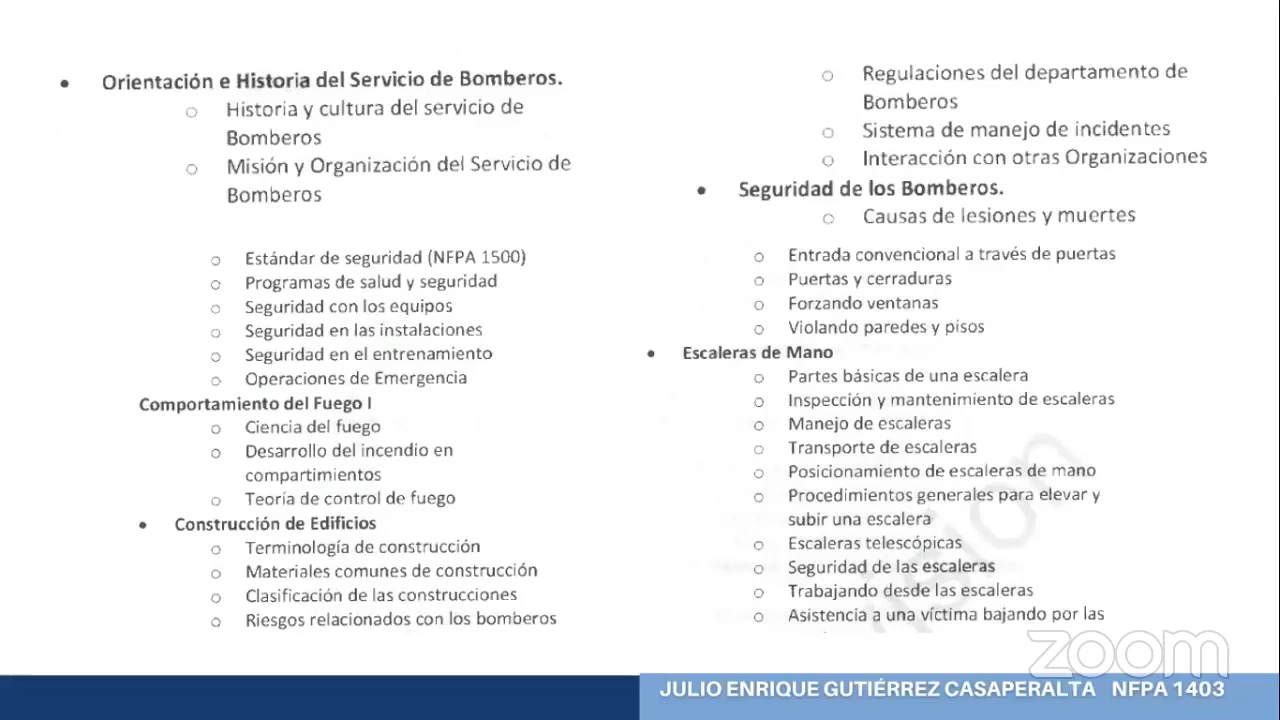 • Orientación e Historia del Servicio de Bomberos.
○ Historia y cultura del servicio de
Bomberos
○ Misión y Organización del Servicio de
Bomberos
○ Regulaciones del departamento de
Bomberos
○ Sistema de manejo de incidentes
○ Interacción con otras Organizaciones
• Seguridad de los Bomberos.
○ Causas de lesiones y muertes
○ Estándar de seguridad (NFPA 1500)
○ Programas de salud y seguridad
○ Seguridad con los equipos
○ Seguridad en las instalaciones
○ Seguridad en el entrenamiento
○ Operaciones de Emergencia
Comportamiento del Fuego I
○ Ciencia del fuego
○ Desarrollo del incendio en
compartimientos
○ Teoría de control de fuego
• Construcción de Edificios
○ Terminología de construcción
○ Materiales comunes de construcción
○ Clasificación de las construcciones
○ Riesgos relacionados con los bomberos
○ Entrada convencional a través de puertas
○ Puertas y cerraduras
○ Forzando ventanas
○ Violando paredes y pisos
• Escaleras de Mano
○ Partes básicas de una escalera
○ Inspección y mantenimiento de escaleras
○ Manejo de escaleras
○ Transporte de escaleras
○ Posicionamiento de escaleras de mano
○ Procedimientos generales para elevar y
subir una escalera
○ Escaleras telescópicas
○ Seguridad de las escaleras
○ Trabajando desde las escaleras
○ Asistencia a una víctima bajando por las
zoom
JULIO ENRIQUE GUTIÉRREZ CASAPERALTA NFPA 1403